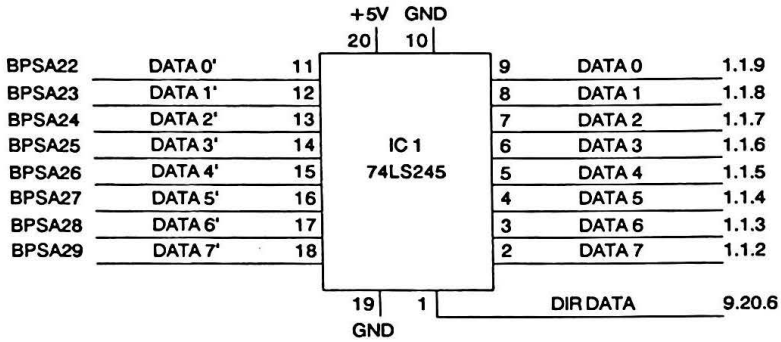 +5V GND
20 10
BPSA22 DATA 0' 11 9 DATA 0 1.1.9
BPSA23 DATA 1' 12 8 DATA 1 1.1.8
BPSA24 DATA 2' 13 7 DATA 2 1.1.7
BPSA25 DATA 3' 14 IC 1 6 DATA 3 1.1.6
BPSA26 DATA 4' 15 74LS245 5 DATA 4 1.1.5
BPSA27 DATA 5' 16 4 DATA 5 1.1.4
BPSA28 DATA 6' 17 3 DATA 6 1.1.3
BPSA29 DATA 7' 18 2 DATA 7 1.1.2
19 1 DIR DATA 9.20.6
GND